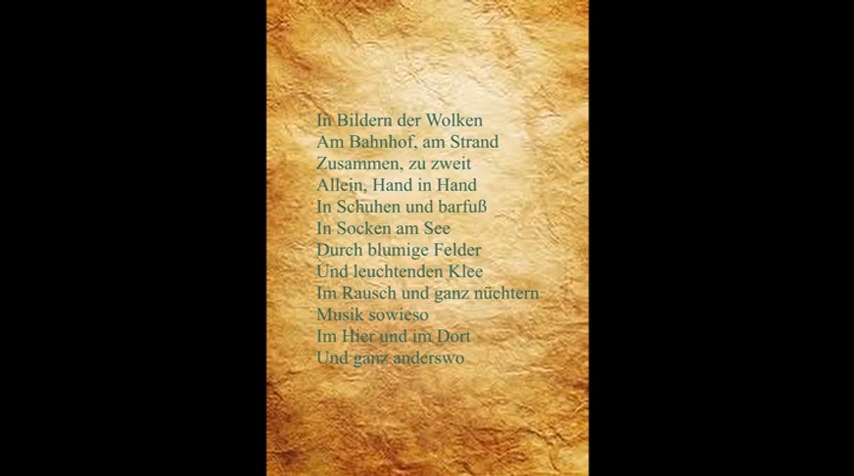 In Bildern der Wolken
Am Bahnhof, am Strand
Zusammen, zu zweit
Allein, Hand in Hand
In Schuhen und barfuß
In Socken am See
Durch blumige Felder
Und leuchtenden Klee
Im Rausch und ganz nüchtern
Musik sowieso
Im Hier und im Dort
Und ganz anderswo